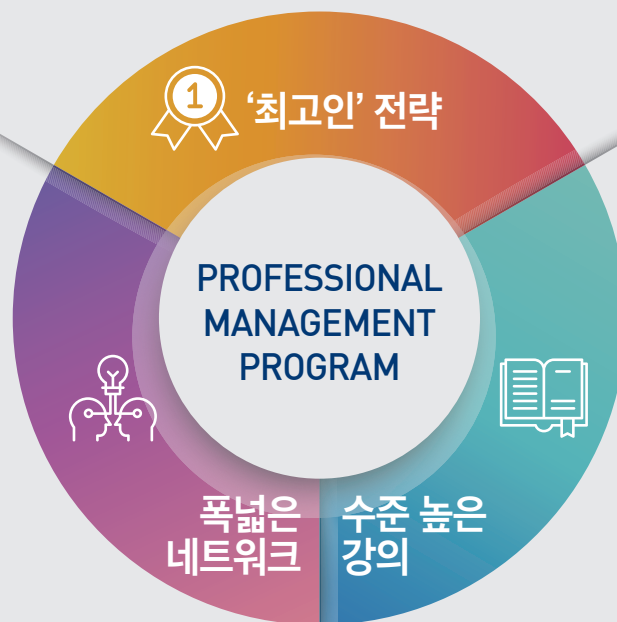 1
‘최고인’ 전략
PROFESSIONAL
MANAGEMENT
PROGRAM
폭넓은
네트워크
수준 높은
강의